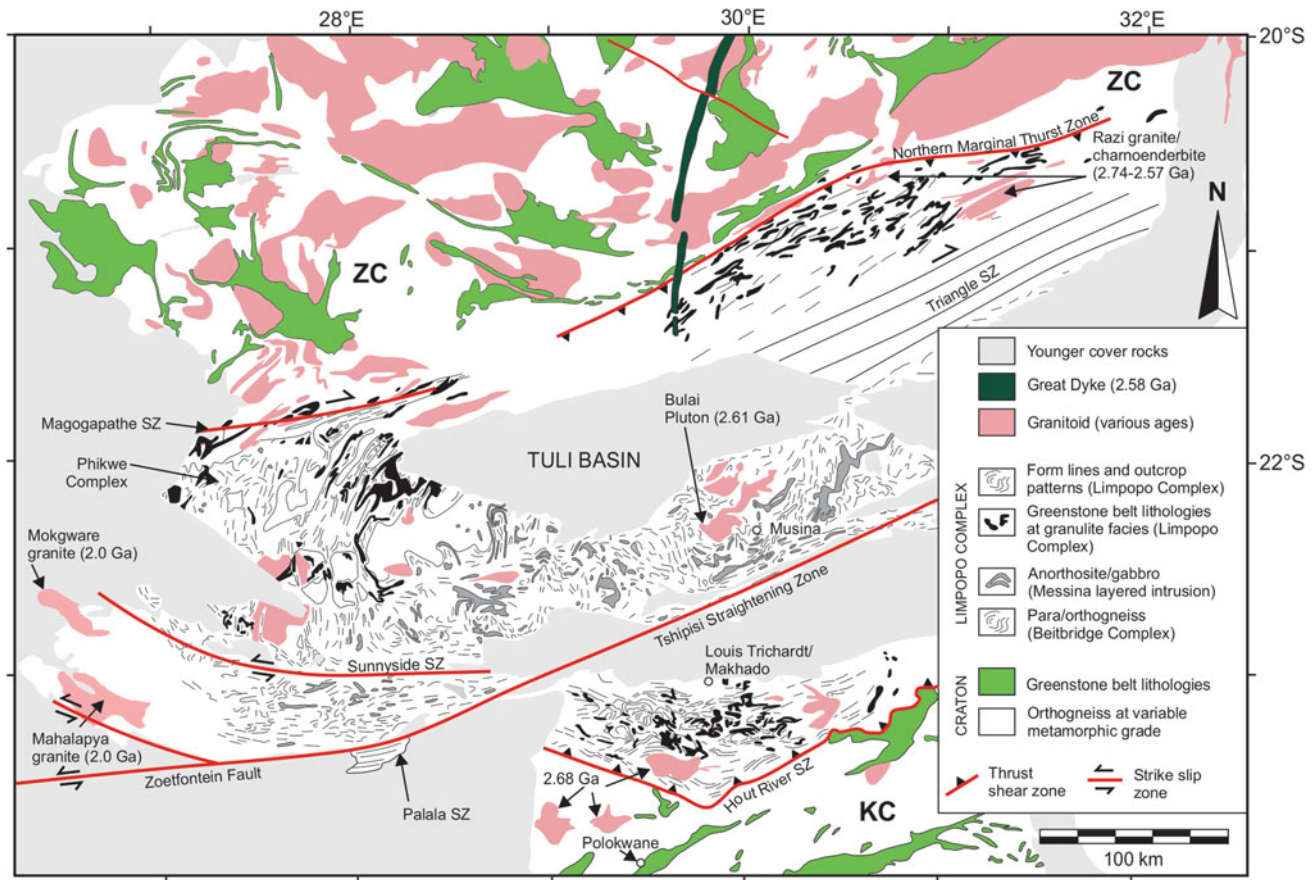 28°E
30°E
32°E
20°S
ZC
Northern Marginal Thurst Zone
Razi granite/
charnoenderbite
(2.74-2.57 Ga)
N
ZC
Triangle SZ
Magogapathe SZ
Phikwe
Complex
Bulai
Pluton (2.61 Ga)
TULI BASIN
22°S
Musina
Mokgware
granite (2.0 Ga)
Tshipisi Straightening Zone
Sunnyside SZ
Louis Trichardt/
Makhado
Mahalapya
granite (2.0 Ga)
Zoetfontein Fault
Palala SZ
2.68 Ga
Hout River SZ
KC
Polokwane
Younger cover rocks
Great Dyke (2.58 Ga)
Granitoid (various ages)
LIMPOPO COMPLEX
Form lines and outcrop
patterns (Limpopo Complex)
Greenstone belt lithologies
at granulite facies (Limpopo
Complex)
Anorthosite/gabbro
(Messina layered intrusion)
Para/orthogneiss
(Beitbridge Complex)
CRATON
Greenstone belt lithologies
Orthogneiss at variable
metamorphic grade
Thrust
shear zone
Strike slip
zone
100 km